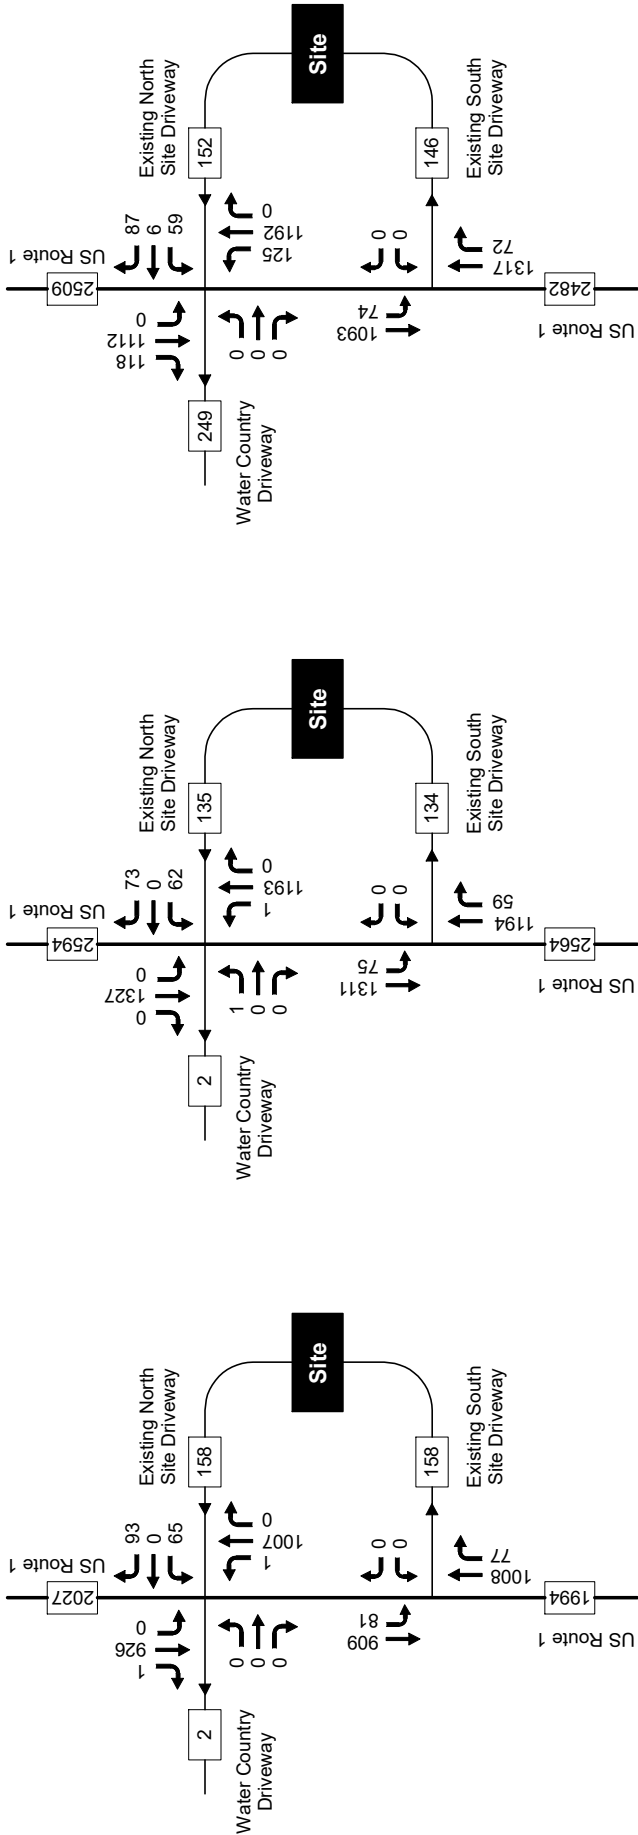 Site
Existing North
Site Driveway
152
US Route 1
2509
87
6
59
0
1112
118
0
1192
125
249
Water Country
Driveway
0
0
0
0
0
74
1093
146
Existing South
Site Driveway
72
1317
2482
US Route 1
Site
Existing North
Site Driveway
135
US Route 1
2594
73
0
62
0
1327
0
0
1193
1
2
Water Country
Driveway
1
0
0
0
0
75
1311
134
Existing South
Site Driveway
59
1194
2564
US Route 1
Site
Existing North
Site Driveway
158
US Route 1
2027
93
0
65
0
926
1
0
1007
1
2
Water Country
Driveway
0
0
0
0
0
81
909
158
Existing South
Site Driveway
77
1008
1994
US Route 1